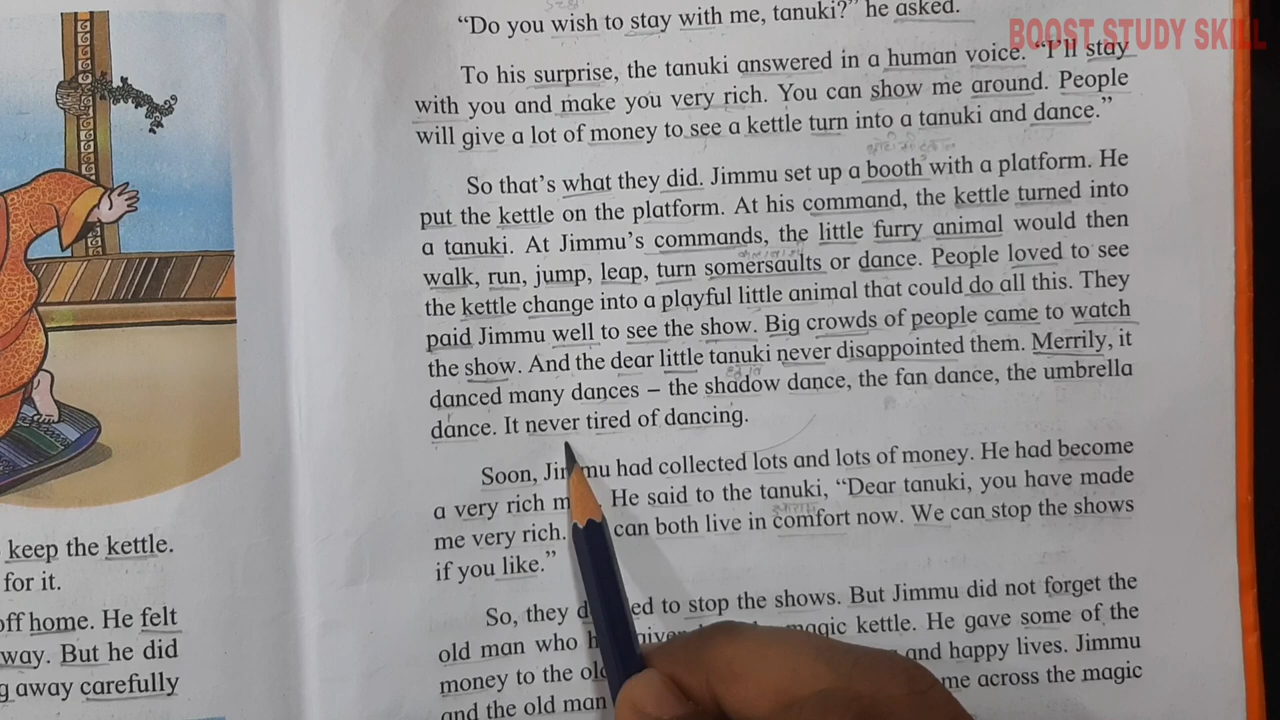 BOOST STUDY SKILL
"Do you wish to stay with me, tanuki?" he asked.
To his surprise, the tanuki answered in a human voice. "I'll stay
with you and make you very rich. You can show me around. People
will give a lot of money to see a kettle turn into a tanuki and dance."
So that's what they did. Jimmu set up a booth with a platform. He
put the kettle on the platform. At his command, the kettle turned into
a tanuki. At Jimmu's commands, the little furry animal would then
walk, run, jump, leap, turn somersaults or dance. People loved to see
the kettle change into a playful little animal that could do all this. They
paid Jimmu well to see the show. Big crowds of people came to watch
the show. And the dear little tanuki never disappointed them. Merrily, it
danced many dances – the shadow dance, the fan dance, the umbrella
dance. It never tired of dancing.
Soon, Jimmu had collected lots and lots of money. He had become
a very rich He said to the tanuki, "Dear tanuki, you have made
me very rich. can both live in comfort now. We can stop the shows
if you like."
So, they to stop the shows. But Jimmu did not forget the
old man who magic kettle. He gave some of the
money to the and happy lives. Jimmu
and the old man across the magic
keep the kettle.
for it.
off home. He felt
way. But he did
away carefully